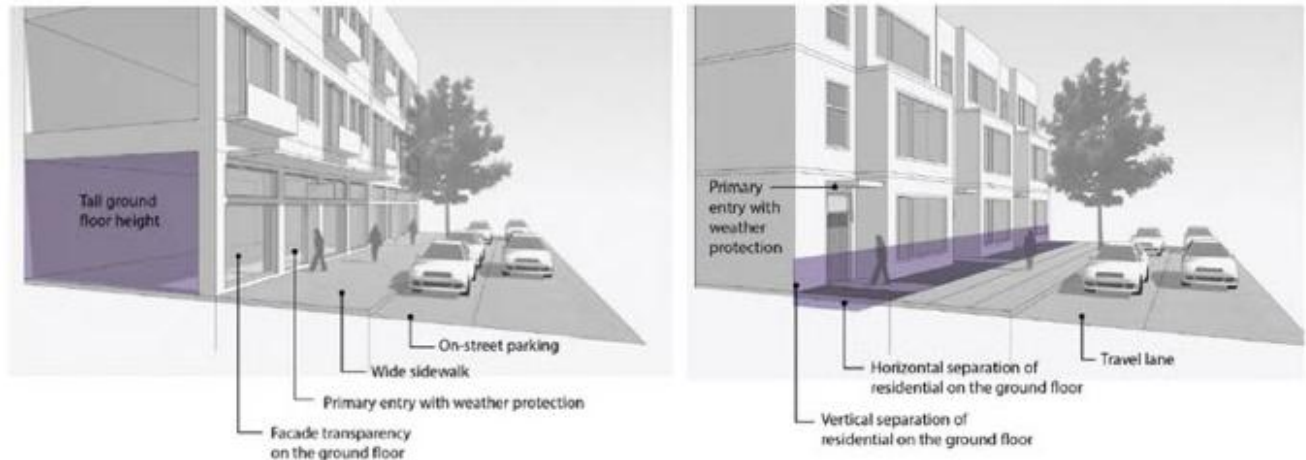 Tall ground
floor height
On-street parking
Wide sidewalk
Primary entry with weather protection
Facade transparency
on the ground floor
Primary
entry with
weather
protection
Travel lane
Horizontal separation of
residential on the ground floor
Vertical separation of
residential on the ground floor